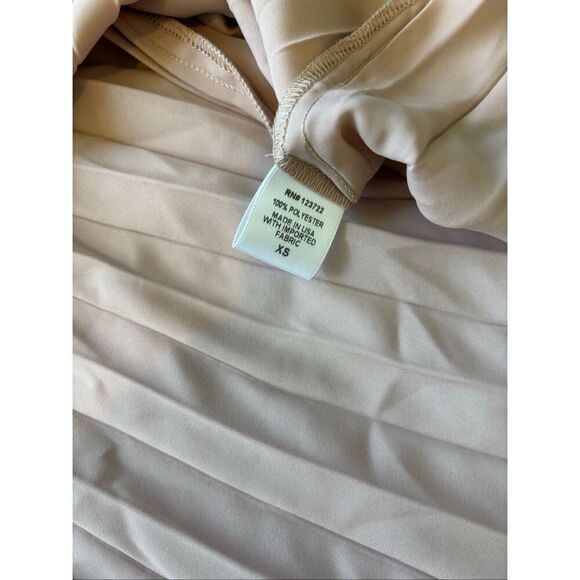 RN# 123722
100% POLYESTER
MADE IN USA
WITH IMPORTED
FABRIC
XS